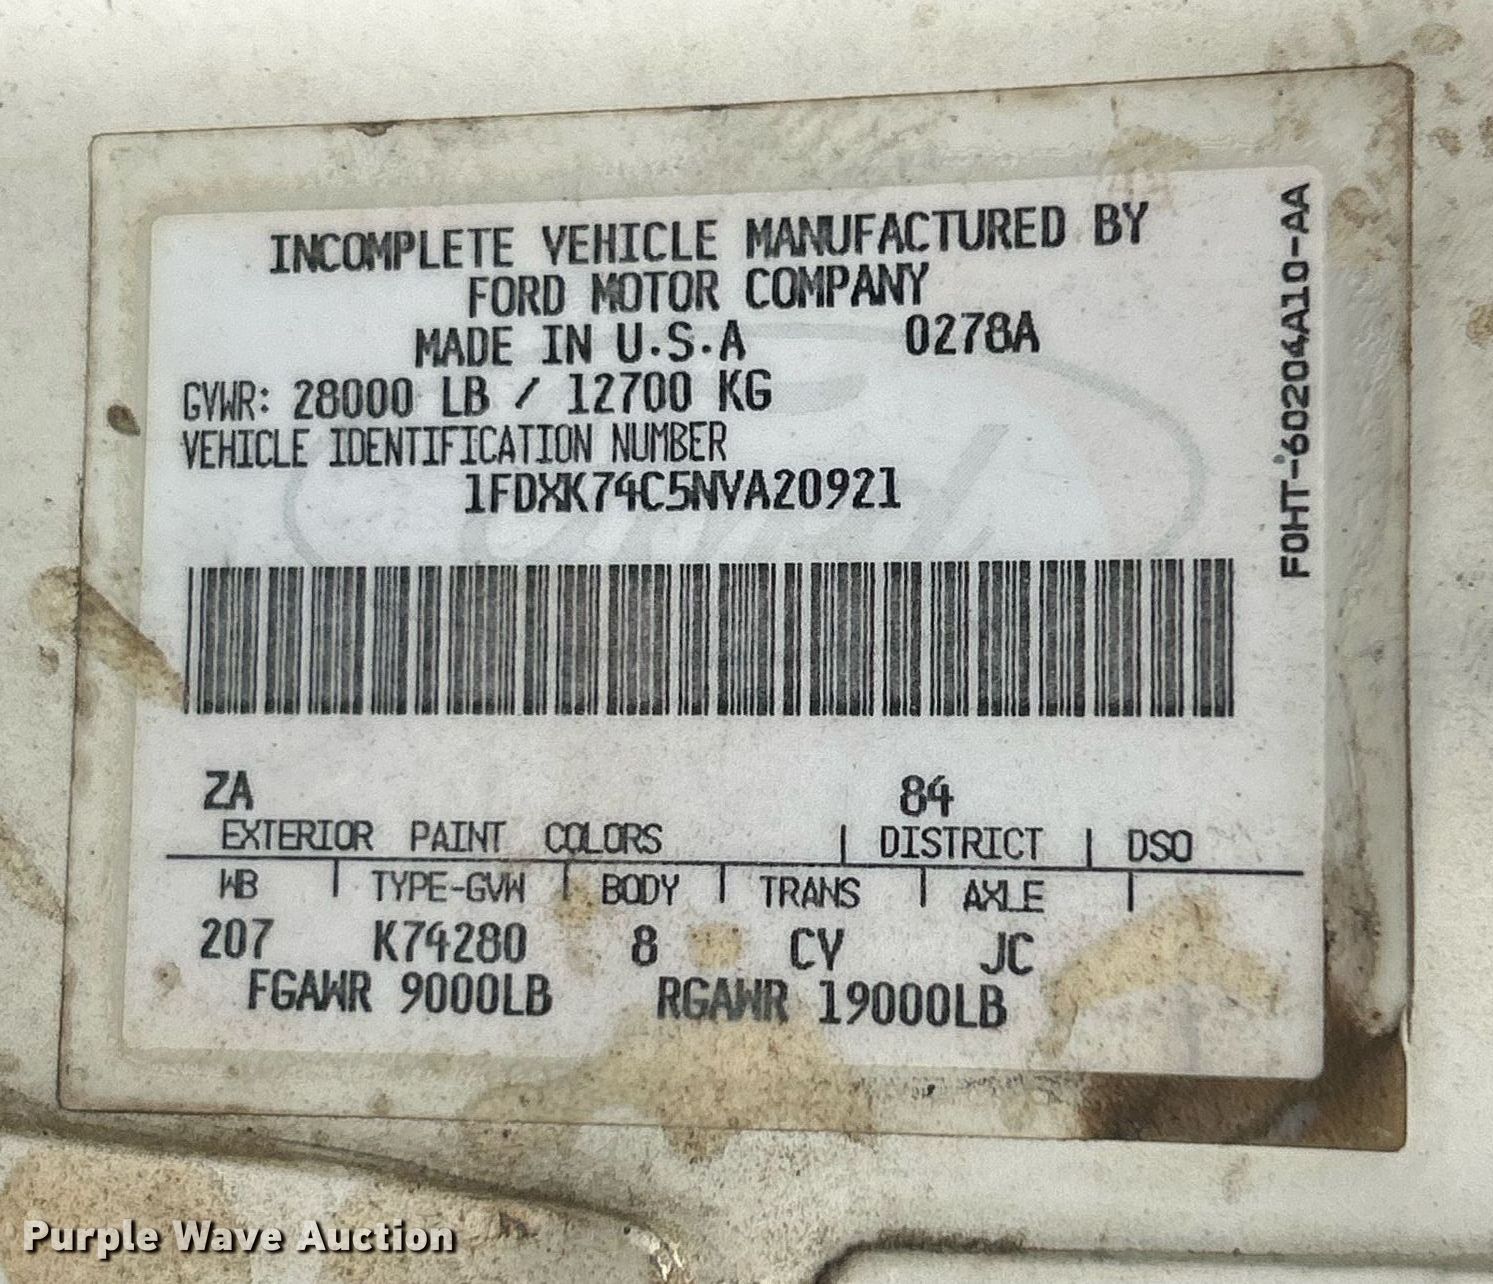 INCOMPLETE VEHICLE MANUFACTURED BY
FORD MOTOR COMPANY
MADE IN U.S.A 0278A
GVWR: 28000 LB / 12700 KG
VEHICLE IDENTIFICATION NUMBER
1FDXK74C5NVA20921
F0HT-60204A10-AA
ZA 84
EXTERIOR PAINT COLORS | DISTRICT | DSO
WB | TYPE-GVW | BODY | TRANS | AXLE |
207 K74280 8 CY JC
FGAWR 9000LB RGAWR 19000LB
Purple Wave Auction